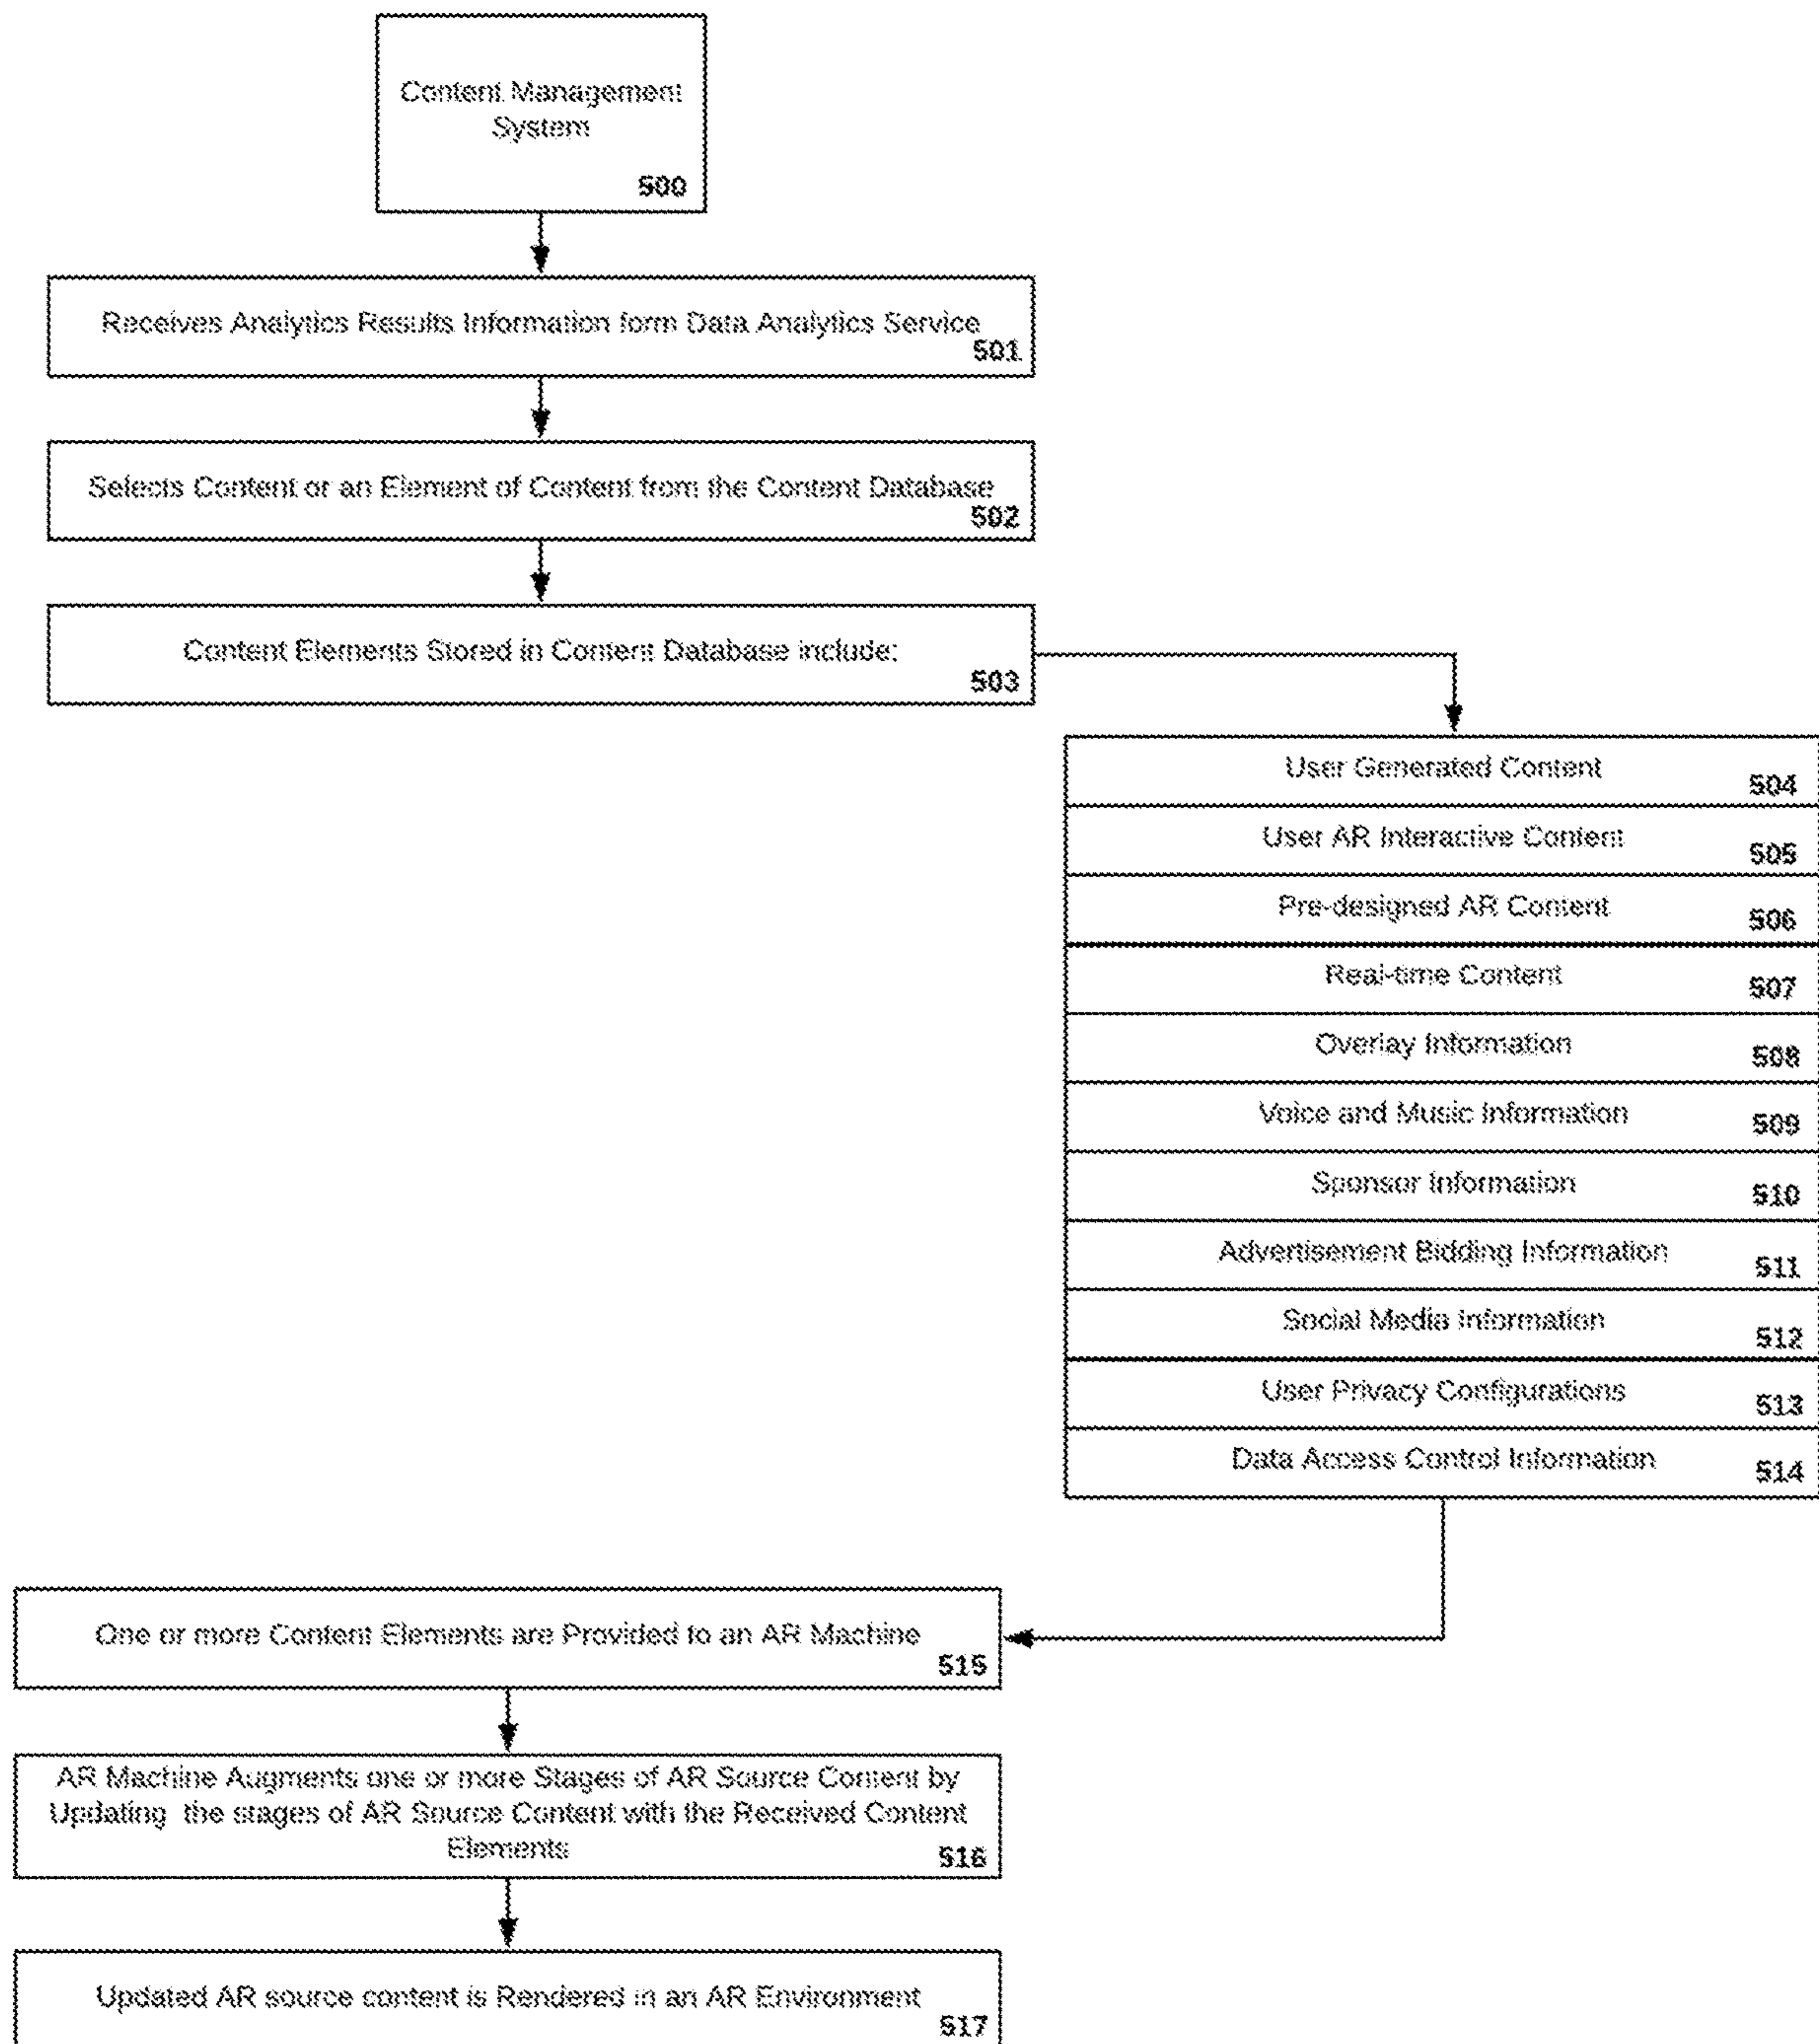 Content Management
System
500
Receives Analytics Results Information form Data Analytics Service
501
Selects Content or an Element of Content from the Content Database
502
Content Elements Stored in Content Database include:
503
User Generated Content
504
User AR Interactive Content
505
Pre-designed AR Content
506
Real-time Content
507
Overlay Information
508
Voice and Music Information
509
Sponsor Information
510
Advertisement Bidding Information
511
Social Media Information
512
User Privacy Configurations
513
Data Access Control Information
514
One or more Content Elements are Provided to an AR Machine
515
AR Machine Augments one or more Stages of AR Source Content by
Updating the stages of AR Source Content with the Received Content
Elements
516
Updated AR source content is Rendered in an AR Environment
517